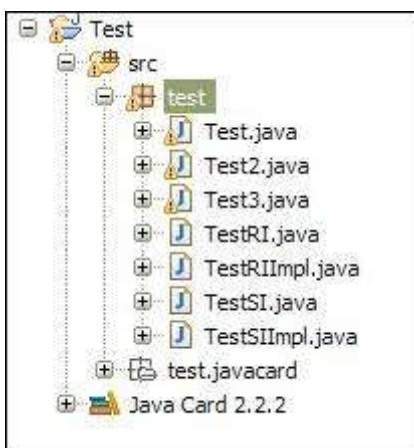 Test
src
test
Test.java
Test2.java
Test3.java
TestRI.java
TestRIImpl.java
TestSI.java
TestSIImpl.java
test.javacard
Java Card 2.2.2